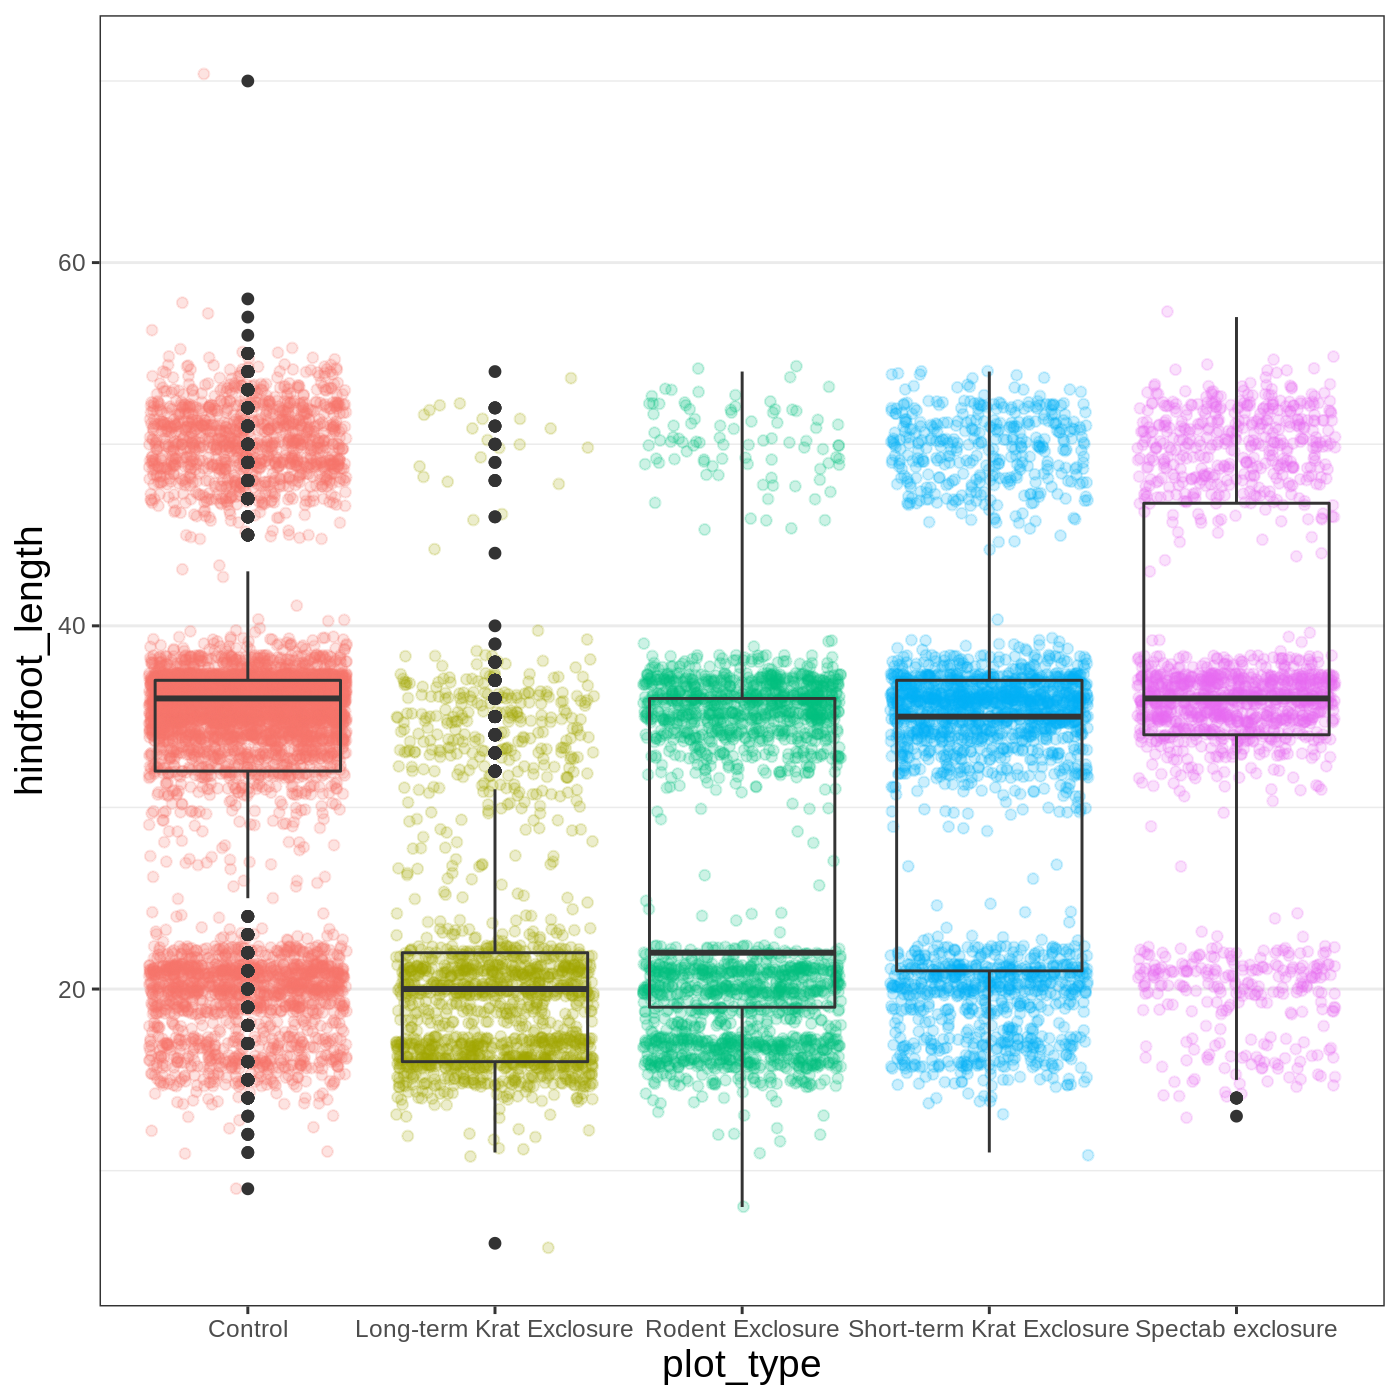 hindfoot_length
60
40
20
Control Long-term Krat Exclosure Rodent Exclosure Short-term Krat Exclosure Spectab exclosure
plot_type